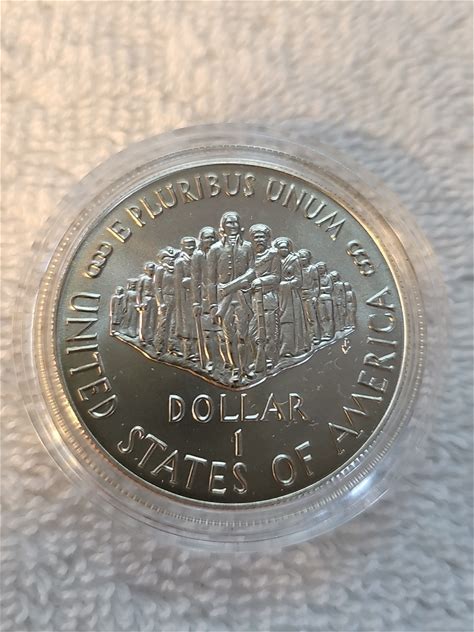 E PLURIBUS UNUM
DOLLAR
1
UNITED STATES OF AMERICA